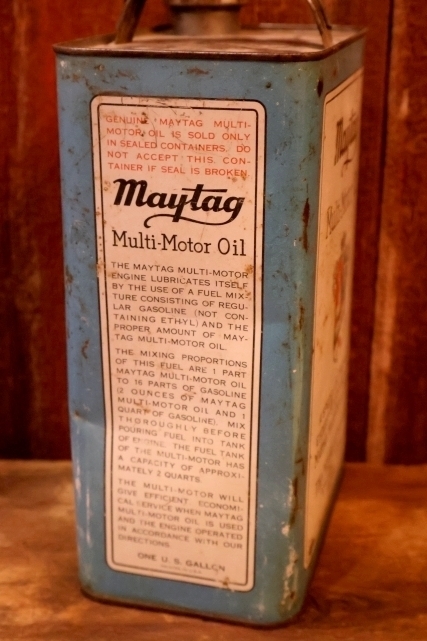 GENUINE MAYTAG MULTI-
MOTOR OIL IS SOLD ONLY
IN SEALED CONTAINERS. DO
NOT ACCEPT THIS CON-
TAINER IF SEAL IS BROKEN.
Maytag
Multi-Motor Oil
THE MAYTAG MULTI-MOTOR
ENGINE LUBRICATES ITSELF
BY THE USE OF A FUEL MIX-
TURE CONSISTING OF REGU-
LAR GASOLINE (NOT CON-
TAINING ETHYL) AND THE
PROPER AMOUNT OF MAY-
TAG MULTI-MOTOR OIL.
THE MIXING PROPORTIONS
OF THIS FUEL ARE 1 PART
MAYTAG MULTI-MOTOR OIL
TO 16 PARTS OF GASOLINE
(2 OUNCES OF MAYTAG
MULTI-MOTOR OIL AND 1
QUART OF GASOLINE). MIX
THOROUGHLY BEFORE
POURING FUEL INTO TANK
OF ENGINE. THE FUEL TANK
OF THE MULTI-MOTOR HAS
A CAPACITY OF APPROXI-
MATELY 2 QUARTS.
THE MULTI-MOTOR WILL
GIVE EFFICIENT ECONOMI-
CAL SERVICE WHEN MAYTAG
MULTI-MOTOR OIL IS USED
AND THE ENGINE OPERATED
IN ACCORDANCE WITH OUR
DIRECTIONS.
ONE U. S. GALLON